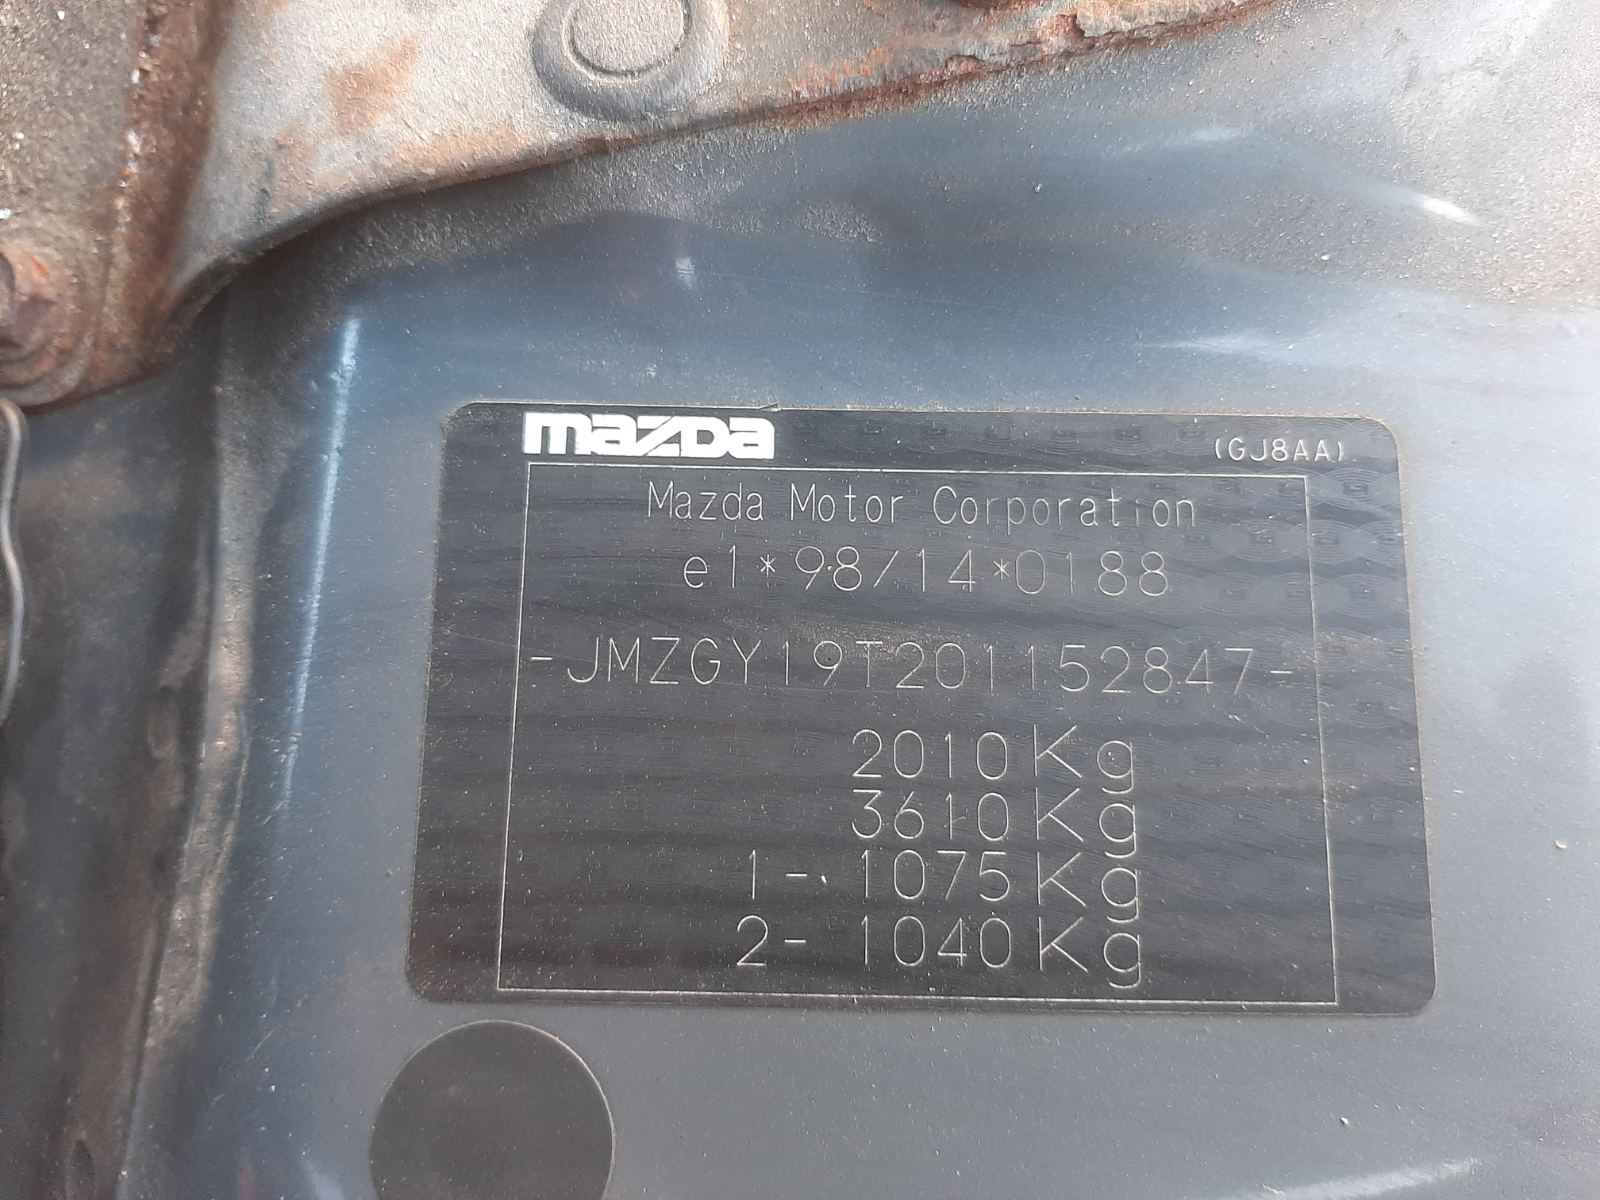 mazda (GJ8AA)
Mazda Motor Corporation
e1*98/14*0188
-JMZGY19T201152847-
2010Kg
3610Kg
1- 1075Kg
2- 1040Kg